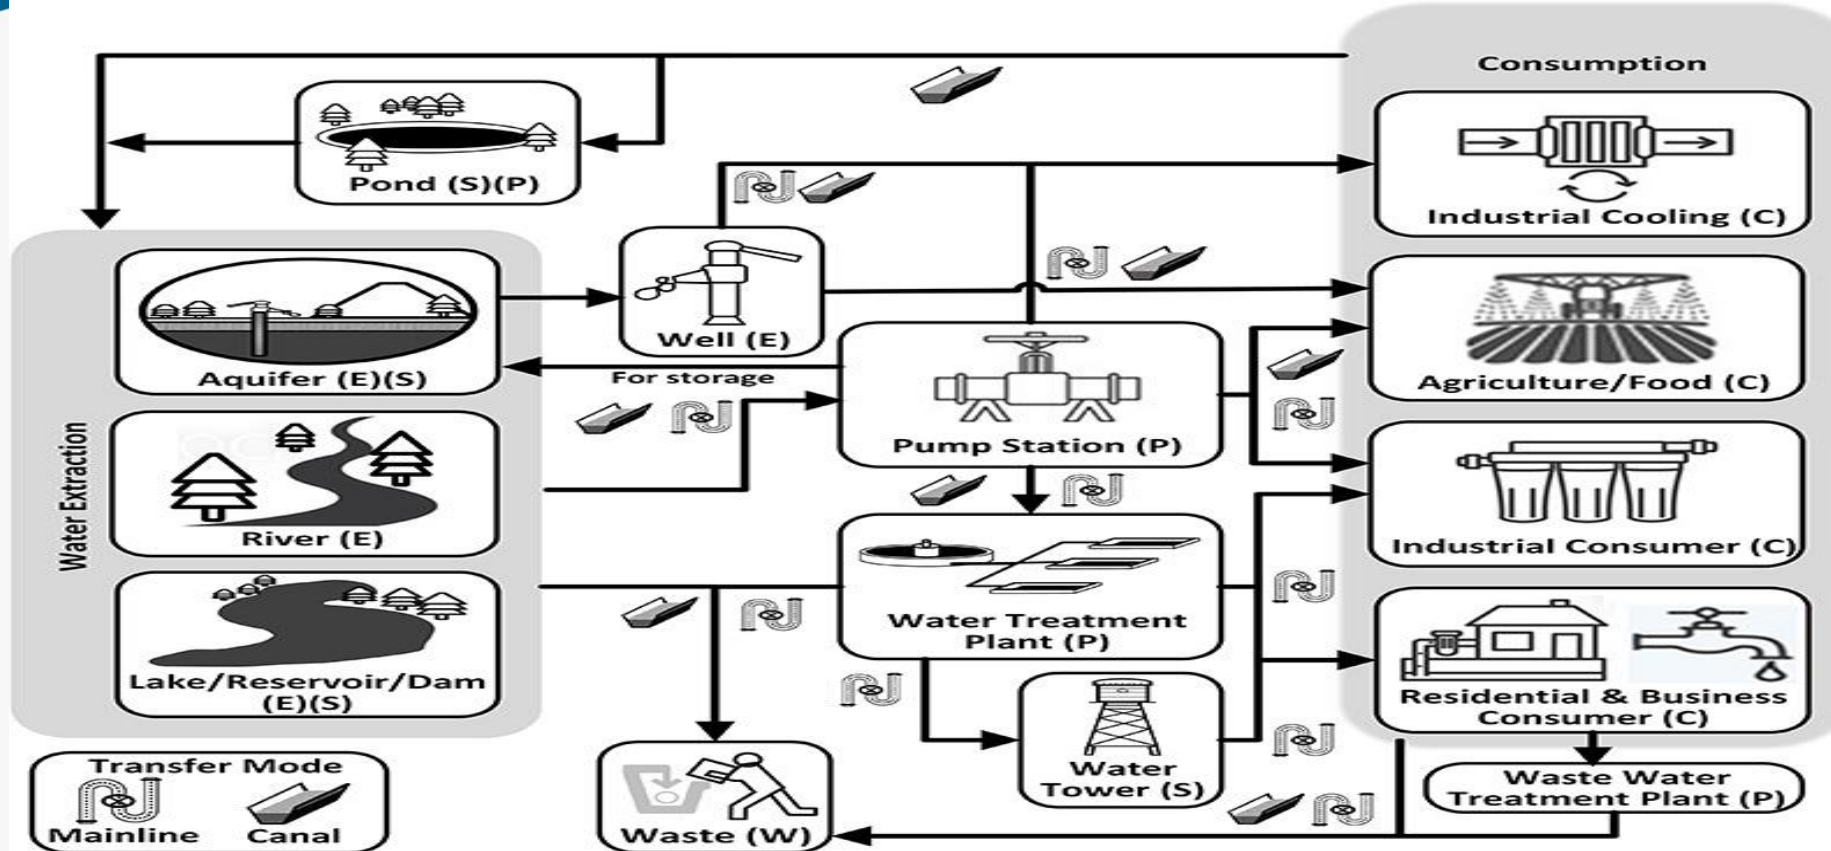 Consumption
Pond (S)(P)
Industrial Cooling (C)
Well (E)
Aquifer (E)(S)
For storage
Agriculture/Food (C)
Pump Station (P)
Water Extraction
River (E)
Industrial Consumer (C)
Water Treatment
Plant (P)
Lake/Reservoir/Dam
(E)(S)
Residential & Business
Consumer (C)
Water
Tower (S)
Waste Water
Treatment Plant (P)
Transfer Mode
Mainline
Canal
Waste (W)